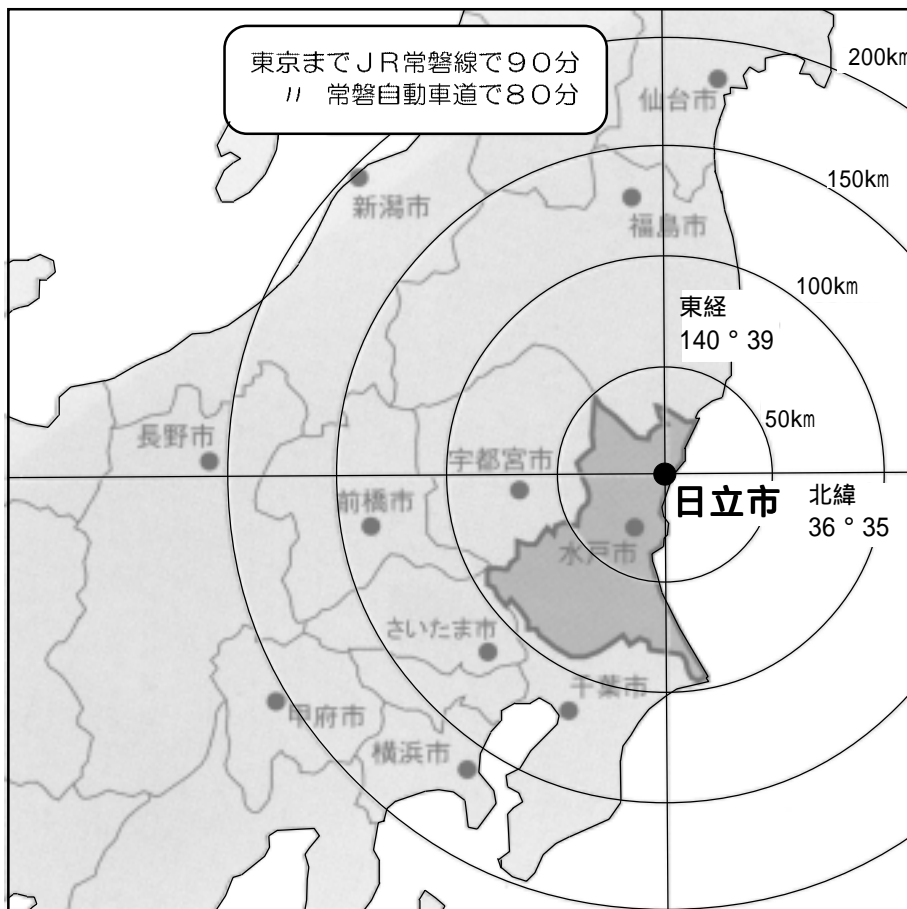 東京までＪＲ常磐線で９０分
〃 常磐自動車道で８０分
200km
仙台市
150km
新潟市
福島市
100km
東経
140°39
50km
長野市
宇都宮市
日立市
北緯
36°35
前橋市
水戸市
さいたま市
千葉市
甲府市
横浜市